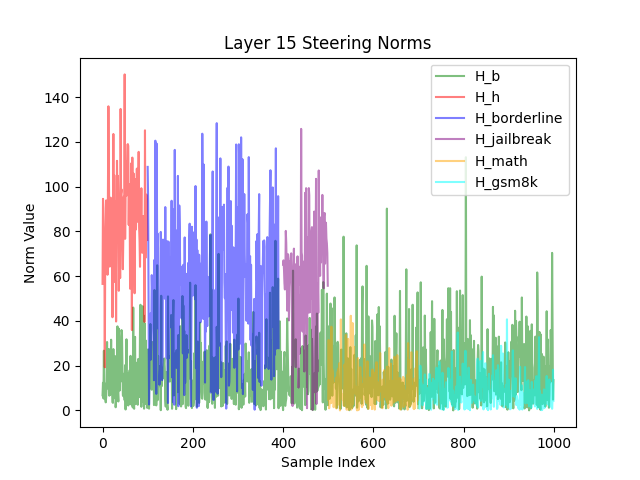 Layer 15 Steering Norms
H_b
H_h
H_borderline
H_jailbreak
H_math
H_gsm8k
140
120
100
80
60
40
20
0
Norm Value
0
200
400
600
800
1000
Sample Index